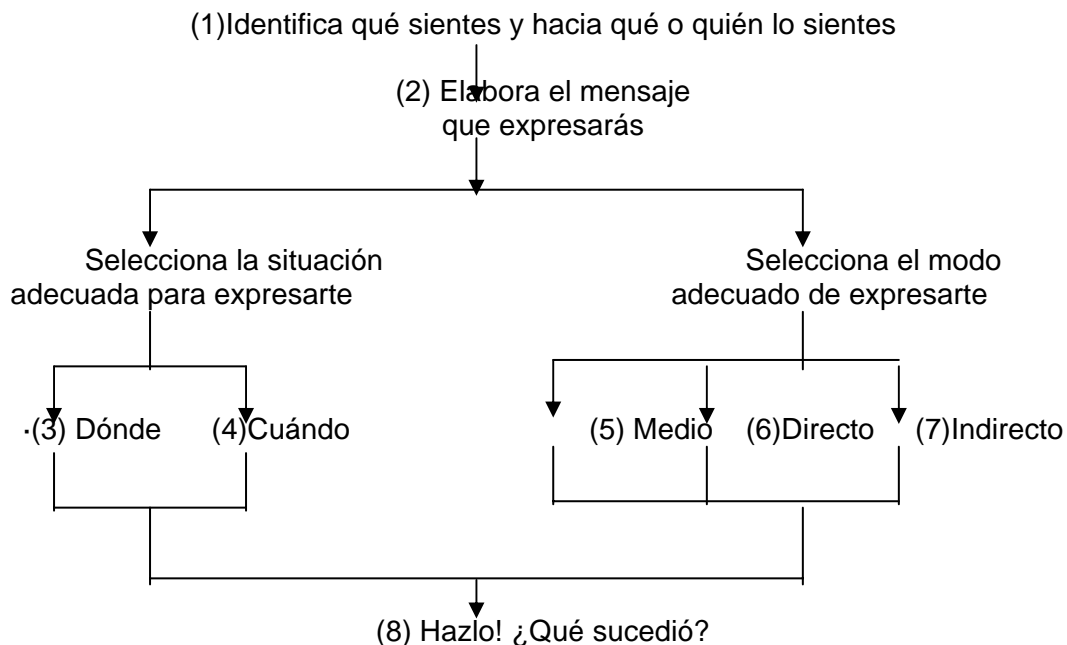 (1)Identifica qué sientes y hacia qué o quién lo sientes
(2) Elabora el mensaje
que expresarás
Selecciona la situación
adecuada para expresarte
Selecciona el modo
adecuado de expresarte
·(3) Dónde (4)Cuándo (5) Medio (6)Directo (7)Indirecto
(8) Hazlo! ¿Qué sucedió?